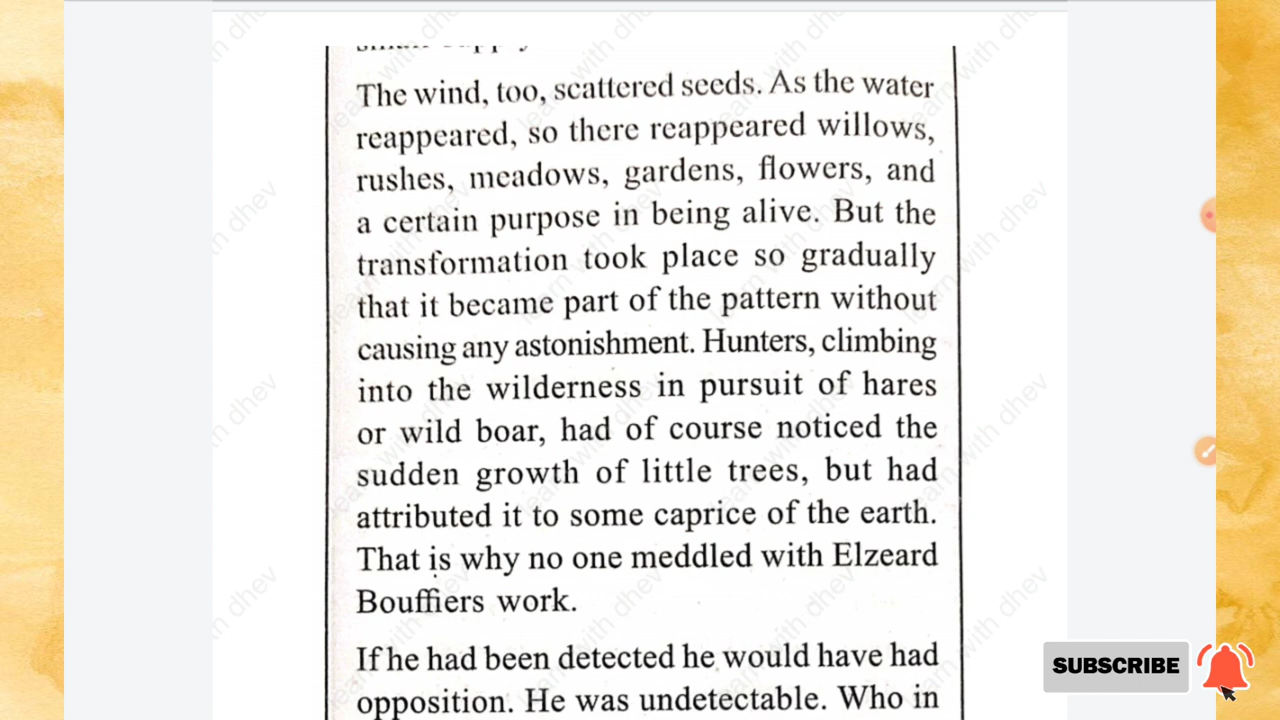 The wind, too, scattered seeds. As the water
reappeared, so there reappeared willows,
rushes, meadows, gardens, flowers, and
a certain purpose in being alive. But the
transformation took place so gradually
that it became part of the pattern without
causing any astonishment. Hunters, climbing
into the wilderness in pursuit of hares
or wild boar, had of course noticed the
sudden growth of little trees, but had
attributed it to some caprice of the earth.
That is why no one meddled with Elzeard
Bouffiers work.
If he had been detected he would have had
opposition. He was undetectable. Who in
SUBSCRIBE
learn with dhev